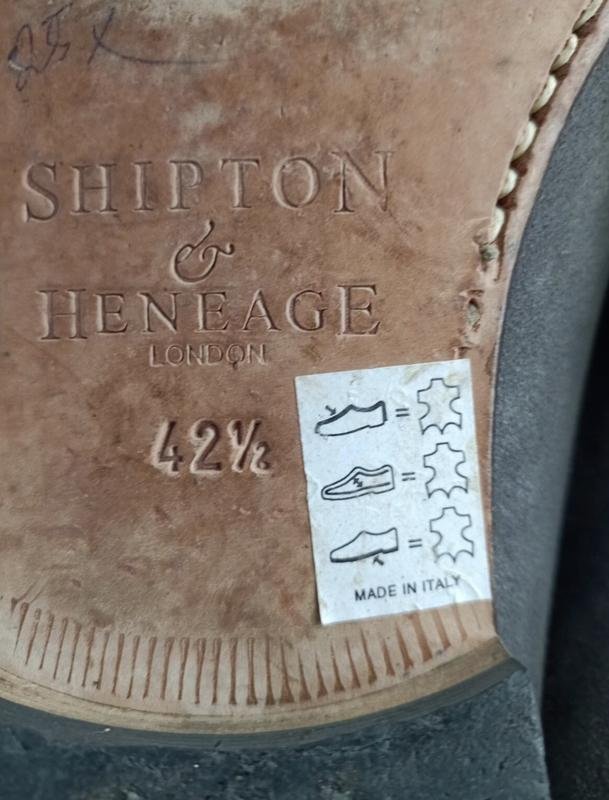 SHIPTON
&
HENEAGE
LONDON
42½
=
=
=
MADE IN ITALY